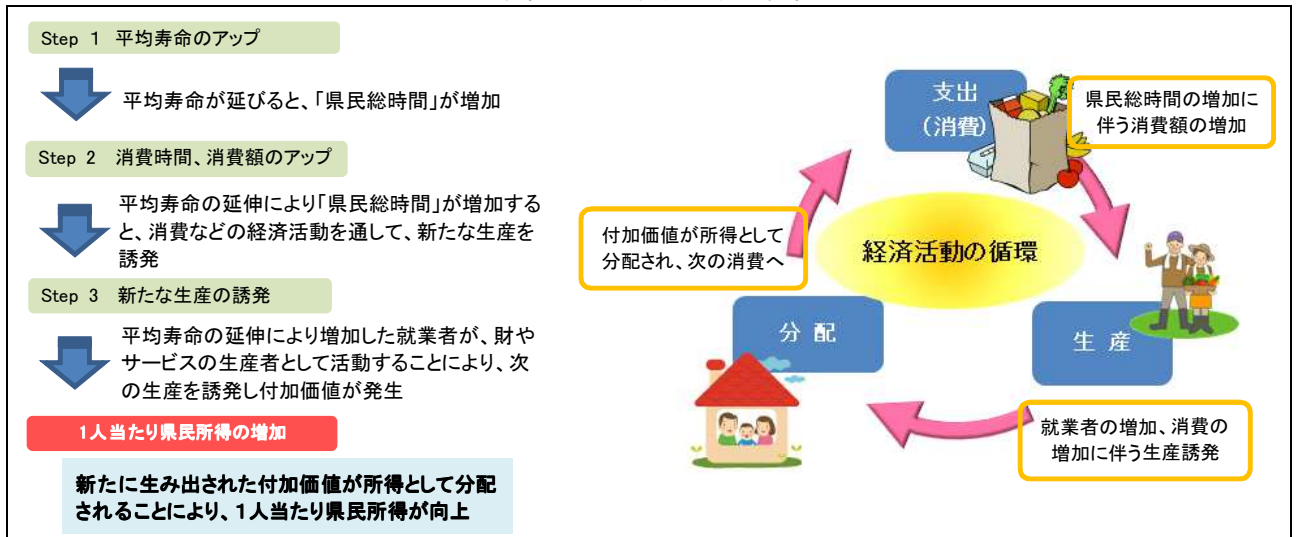 Step 1 平均寿命のアップ
平均寿命が延びると、「県民総時間」が増加
Step 2 消費時間、消費額のアップ
平均寿命の延伸により「県民総時間」が増加する
と、消費などの経済活動を通して、新たな生産を
誘発
Step 3 新たな生産の誘発
平均寿命の延伸により増加した就業者が、財や
サービスの生産者として活動することにより、次
の生産を誘発し付加価値が発生
1人当たり県民所得の増加
新たに生み出された付加価値が所得として分配
されることにより、1人当たり県民所得が向上
支出
(消費)
県民総時間の増加に
伴う消費額の増加
付加価値が所得として
分配され、次の消費へ
経済活動の循環
分 配
生 産
就業者の増加、消費の
増加に伴う生産誘発